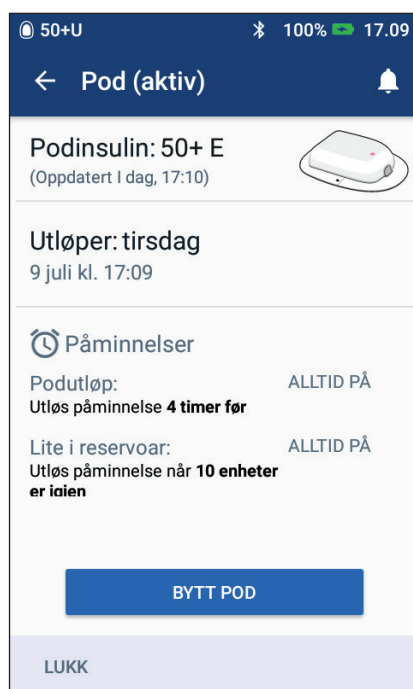 50+U 100% 17.09
Pod (aktiv)
Podinsulin: 50+ E
(Oppdatert I dag, 17:10)
Utløper: tirsdag
9 juli kl. 17:09
Påminnelser
Podutløp: ALLTID PÅ
Utløs påminnelse 4 timer før
Lite i reservoar: ALLTID PÅ
Utløs påminnelse når 10 enheter
er igjen
BYTT POD
LUKK